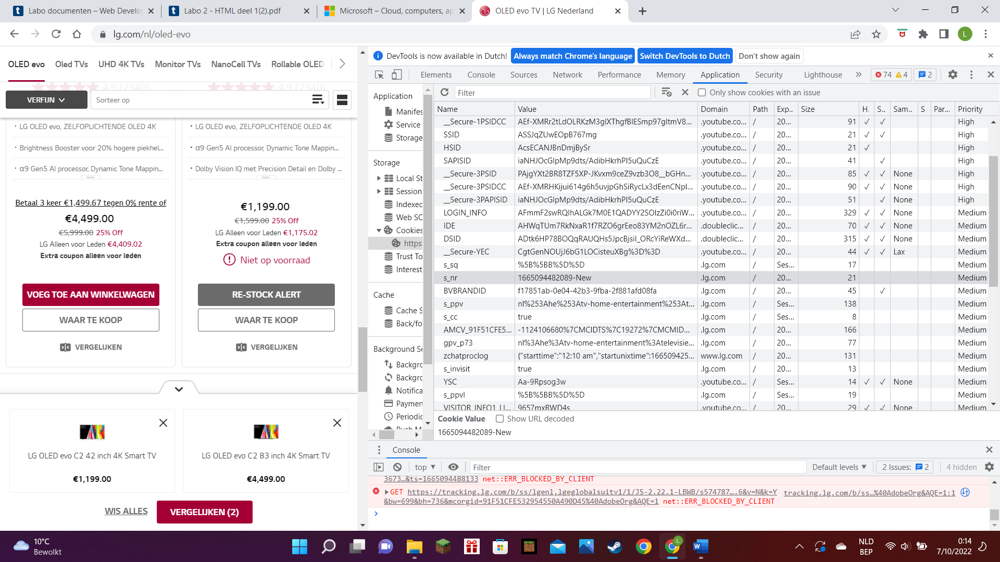 Labo documenten – Web Develo
Labo 2 - HTML deel 1(2).pdf
Microsoft – Cloud, computers, ap
OLED evo TV | LG Nederland
lg.com/nl/oled-evo
L
OLED evo
Oled TVs
UHD 4K TVs
Monitor TVs
NanoCell TVs
Rollable OLED
4.9 (2940)
4.9 (2940)
VERFIJN
Sorteer op
· LG OLED evo, ZELFOPLICHTENDE OLED 4K
· Brightness Booster voor 20% hogere piekhel...
· α9 Gen5 AI processor, Dynamic Tone Mappin...
Betaal 3 keer €1,499.67 tegen 0% rente of
€4,499.00
€5,999.00 25% Off
LG Alleen voor Leden €4,409.02
Extra coupon alleen voor leden
VOEG TOE AAN WINKELWAGEN
WAAR TE KOOP
VERGELIJKEN
· LG OLED evo, ZELFOPLICHTENDE OLED 4K
· α9 Gen5 AI processor, Dynamic Tone Mappin...
· Dolby Vision IQ met Precision Detail en Dolby ...
€1,199.00
€1,599.00 25% Off
LG Alleen voor Leden €1,175.02
Extra coupon alleen voor leden
Niet op voorraad
RE-STOCK ALERT
WAAR TE KOOP
VERGELIJKEN
LG OLED evo C2 42 inch 4K Smart TV
€1,199.00
LG OLED evo C2 83 inch 4K Smart TV
€4,499.00
WIS ALLES
VERGELIJKEN (2)
DevTools is now available in Dutch!
Always match Chrome's language
Switch DevTools to Dutch
Don't show again
Elements
Console
Sources
Network
Performance
Memory
Application
Security
Lighthouse
74
4
2
Application
Manifes
Service
Storage
Storage
Local St
Session
Indexed
Web SQ
Cookies
https:
Trust To
Interest
Cache
Cache S
Back/fo
Background Se
Backgro
Backgro
Notifica
Paymen
Periodic
Push M
Filter
Only show cookies with an issue
Name Value Domain Path Exp.. Size H. S.. Sam.. S Par... Priority
__Secure-1PSIDCC AEf-XMRr2tLdOLRKzM3glXThgfBlESmp97gltmV8... .youtube.co... / 20... 91 ✓ ✓ High
SSID ASSJqZUwEOpB767mg .youtube.co... / 20... 21 ✓ ✓ High
HSID AcsECANJBnDmjBySr .youtube.co... / 20... 21 ✓ High
SAPISID iaNHJOcGlpMp9dts/AdibHkrhPI5uQuCzE .youtube.co... / 20... 41 ✓ High
__Secure-3PSID PAjgYXt2BR8TZF5XP-JKvxm9ceZ9vzb3O8__bGHn... .youtube.co... / 20... 85 ✓ ✓ None High
__Secure-3PSIDCC AEf-XMRHKijui614g6h5uvjpGhSiRycLx3dEenCNpI... .youtube.co... / 20... 90 ✓ ✓ None High
__Secure-3PAPISID iaNHJOcGlpMp9dts/AdibHkrhPI5uQuCzE .youtube.co... / 20... 51 ✓ None High
LOGIN_INFO AFmmF2swRQIhALGk7M0E1QADYY2SOIzZi0i0riW... .youtube.co... / 20... 329 ✓ ✓ None Medium
IDE AHWqTUm7RkNxaR1f7RZO6grEeo83YM2nOZL6r... .doubleclic... / 20... 70 ✓ ✓ None Medium
DSID ADtk6HP78BOQqRAUQHs5JpcBjsiI_ORcYiReWXd... .doubleclic... / 20... 315 ✓ ✓ None Medium
__Secure-YEC CgtGenNOUjJ6bG1LOCisteuXBg%3D%3D .youtube.co... / 20... 44 ✓ ✓ Lax Medium
s_sq %5B%5BB%5D%5D .lg.com / Ses... 17 Medium
s_nr 1665094482089-New .lg.com / 20... 21 Medium
BVBRANDID f17851ab-0e04-42b3-9fba-2f881afd08fa .lg.com / 20... 45 ✓ Medium
s_ppv nl%253Ahe%253Atv-home-entertainment%253At... .lg.com / Ses... 138 Medium
s_cc true .lg.com / Ses... 8 Medium
AMCV_91F51CFE5... -1124106680%7CMCIDTS%7C19272%7CMCMID... .lg.com / 20... 166 Medium
gpv_p73 nl%3Ahe%3Atv-home-entertainment%3Atelevisie... .lg.com / 20... 77 Medium
zchatproclog {"starttime":"12:10 am","startunixtime":166509425... www.lg.com / 20... 131 Medium
s_invisit true .lg.com / 20... 13 Medium
YSC Aa-9Rpsog3w .youtube.co... / Ses... 14 ✓ ✓ None Medium
s_ppvl %5B%5BB%5D%5D .lg.com / Ses... 19 Medium
VISITOR_INFO1_LI... 9657mxRWD4s .youtube.co... / 20... 29 ✓ ✓ None Medium
Cookie Value
Show URL decoded
1665094482089-New
Console
top
Filter
Default levels
2 Issues:
2
4 hidden
3673…&ts=1665094488133 net::ERR_BLOCKED_BY_CLIENT
GET https://tracking.lg.com/b/ss/lgenl,lgeglobalsuitv1/1/JS-2.22.1-LBWB/s574787….6&v=N&k=Y
tracking.lg.com/b/ss…%40AdobeOrg&AQE=1:1
&bw=699&bh=736&mcorgid=91F51CFE532954550A490D45%40AdobeOrg&AQE=1 net::ERR_BLOCKED_BY_CLIENT
10°C
Bewolkt
L
NLD
BEP
0:14
7/10/2022